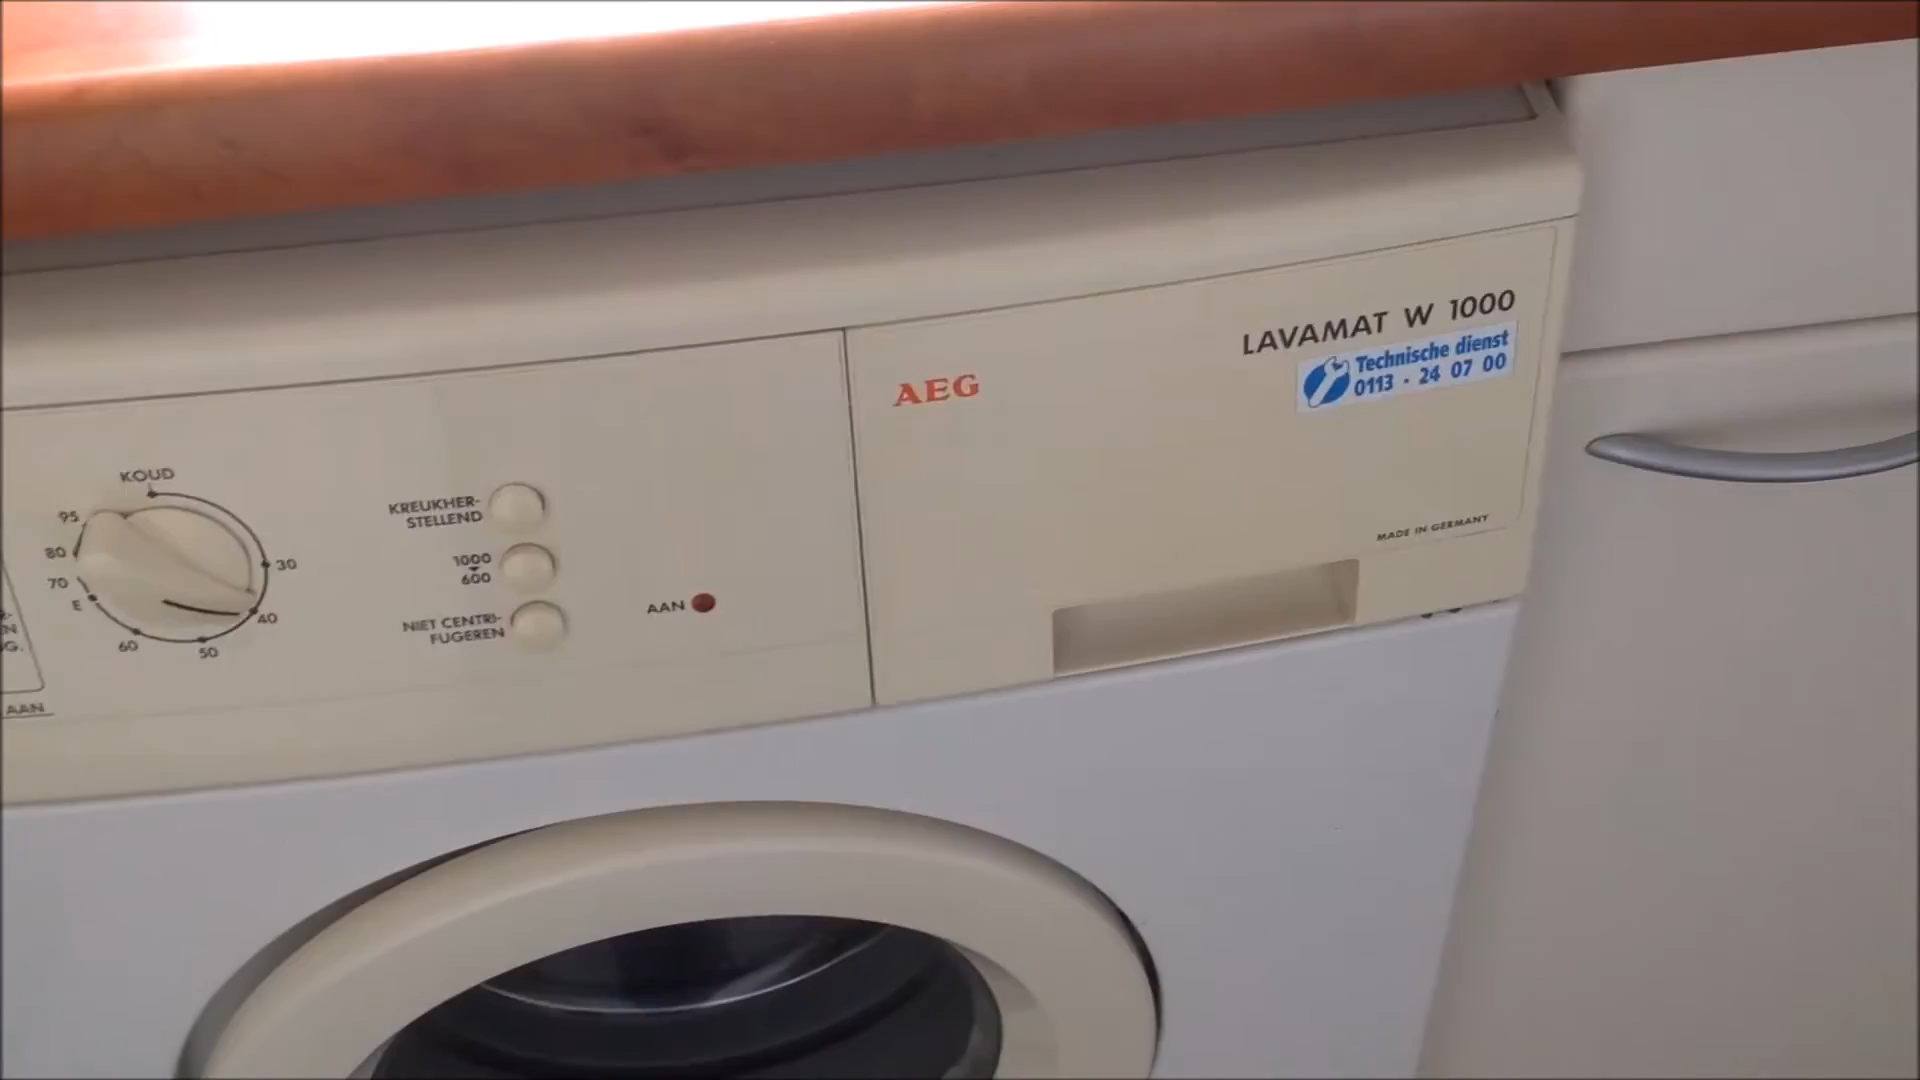 KOUD
95
80
70
E
60
50
40
30
KREUKHER-
STELLEND
1000
600
NIET CENTRI-
FUGEREN
AAN
AEG
LAVAMAT W 1000
Technische dienst
0113 - 24 07 00
MADE IN GERMANY
AAN